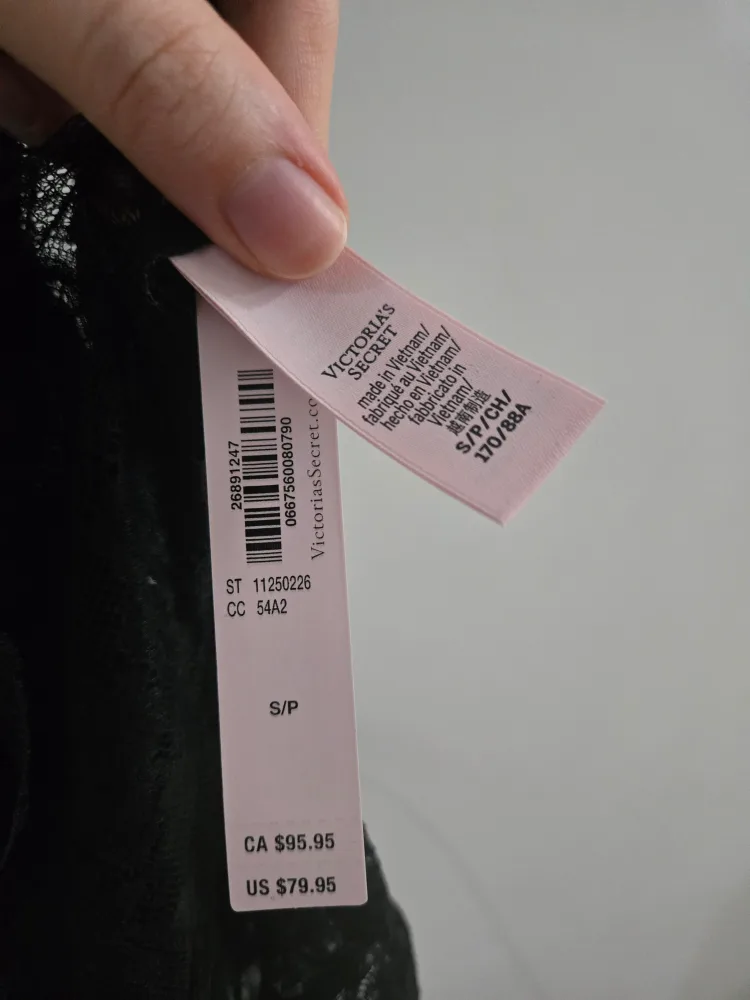 VICTORIA'S
SECRET
made in Vietnam/
fabriqué au Vietnam/
hecho en Vietnam/
fabbricato in
Vietnam/
越南制造
S/P/CH/
170/88A
26891247
0667560080790
VictoriasSecret.co
ST 11250226
CC 54A2
S/P
CA $95.95
US $79.95